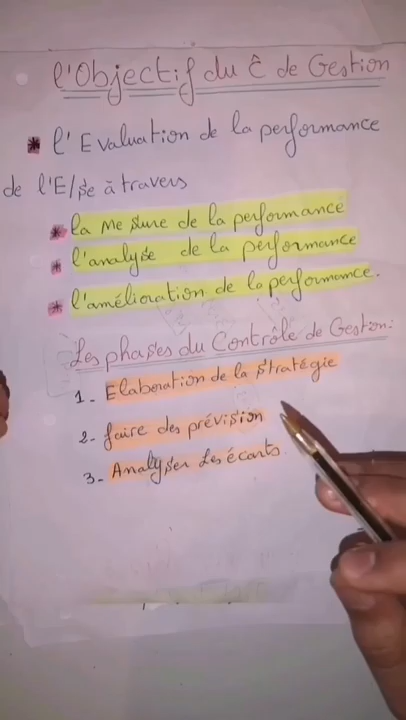 l'Objectif du Ĉ de Gestion
* l'Evaluation de la performance
de l'E/se à travers
* la Mesure de la performance
* l'analyse de la performance
* l'amélioration de la performance.
Les phases du Contrôle de Gestion:
1- Elaboration de la stratégie
2- faire des prévision
3- Analyser les écarts